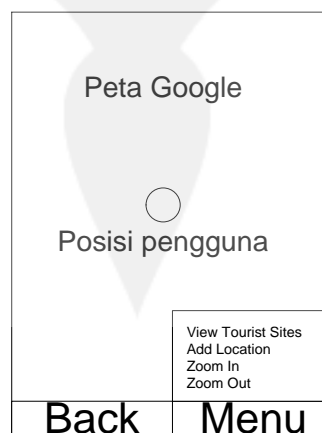 Peta Google
Posisi pengguna
View Tourist Sites
Add Location
Zoom In
Zoom Out
Back
Menu